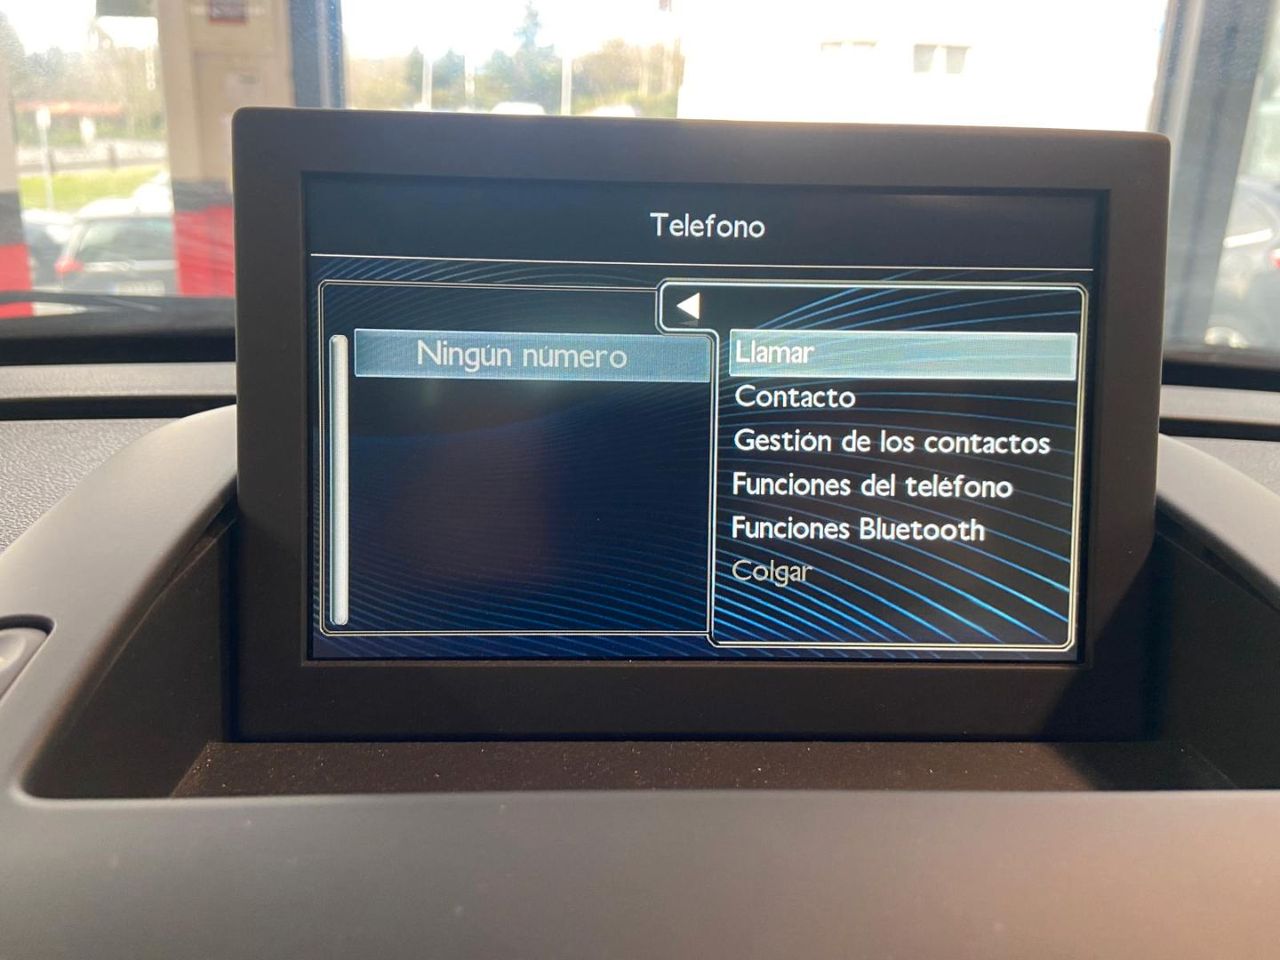 Telefono
Ningún número
Llamar
Contacto
Gestión de los contactos
Funciones del teléfono
Funciones Bluetooth
Colgar